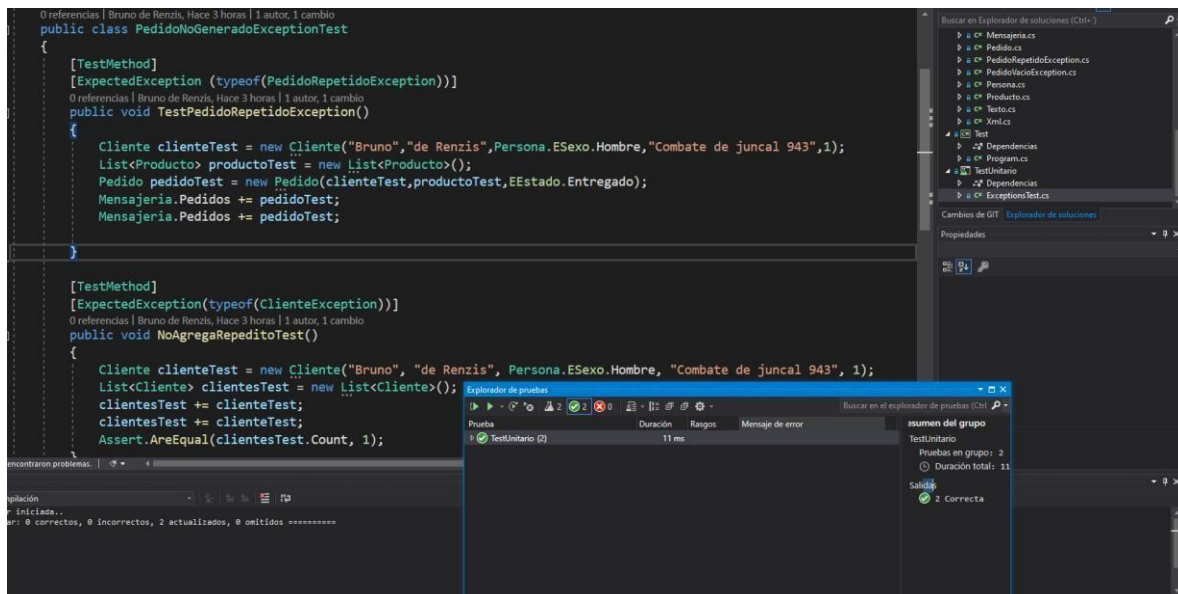 0 referencias | Bruno de Renzis, Hace 3 horas | 1 autor, 1 cambio
public class PedidoNoGeneradoExceptionTest
{
[TestMethod]
[ExpectedException (typeof(PedidoRepetidoException))]
0 referencias | Bruno de Renzis, Hace 3 horas | 1 autor, 1 cambio
public void TestPedidoRepetidoException()
{
Cliente clienteTest = new Cliente("Bruno","de Renzis",Persona.ESexo.Hombre,"Combate de juncal 943",1);
List<Producto> productoTest = new List<Producto>();
Pedido pedidoTest = new Pedido(clienteTest,productoTest,EEstado.Entregado);
Mensajeria.Pedidos += pedidoTest;
Mensajeria.Pedidos += pedidoTest;
}
[TestMethod]
[ExpectedException(typeof(ClienteException))]
0 referencias | Bruno de Renzis, Hace 3 horas | 1 autor, 1 cambio
public void NoAgregaRepeditoTest()
{
Cliente clienteTest = new Cliente("Bruno", "de Renzis", Persona.ESexo.Hombre, "Combate de juncal 943", 1);
List<Cliente> clientesTest = new List<Cliente>();
clientesTest += clienteTest;
clientesTest += clienteTest;
Assert.AreEqual(clientesTest.Count, 1);
}
encontraron problemas.
pilación
r iniciada..
ar: 0 correctos, 0 incorrectos, 2 actualizados, 0 omitidos ==========
Explorador de pruebas
2 2 0
Buscar en el explorador de pruebas (Ctrl
Prueba Duración Rasgos Mensaje de error
TestUnitario (2) 11 ms
sumen del grupo
TestUnitario
Pruebas en grupo: 2
Duración total: 11
Salidas
2 Correcta
Buscar en Explorador de soluciones (Ctrl+')
C# Mensajeria.cs
C# Pedido.cs
C# PedidoRepetidoException.cs
C# PedidoVacioException.cs
C# Persona.cs
C# Producto.cs
C# Texto.cs
C# Xml.cs
C# Test
Dependencias
C# Program.cs
TestUnitario
Dependencias
C# ExceptionsTest.cs
Cambios de GIT Explorador de soluciones
Propiedades